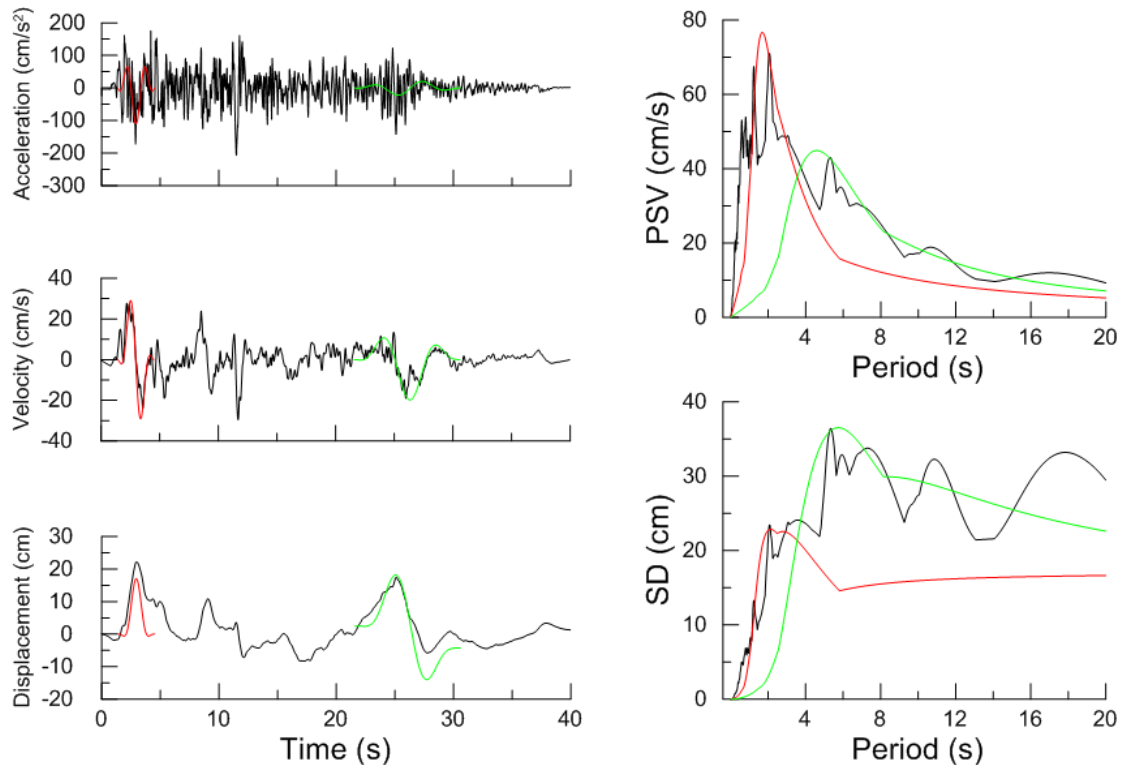 Acceleration (cm/s²)
200
100
0
-100
-200
-300
Velocity (cm/s)
40
20
0
-20
-40
Displacement (cm)
30
20
10
0
-10
-20
0 10 20 30 40
Time (s)
PSV (cm/s)
80
60
40
20
0
4 8 12 16 20
Period (s)
SD (cm)
40
30
20
10
0
4 8 12 16 20
Period (s)